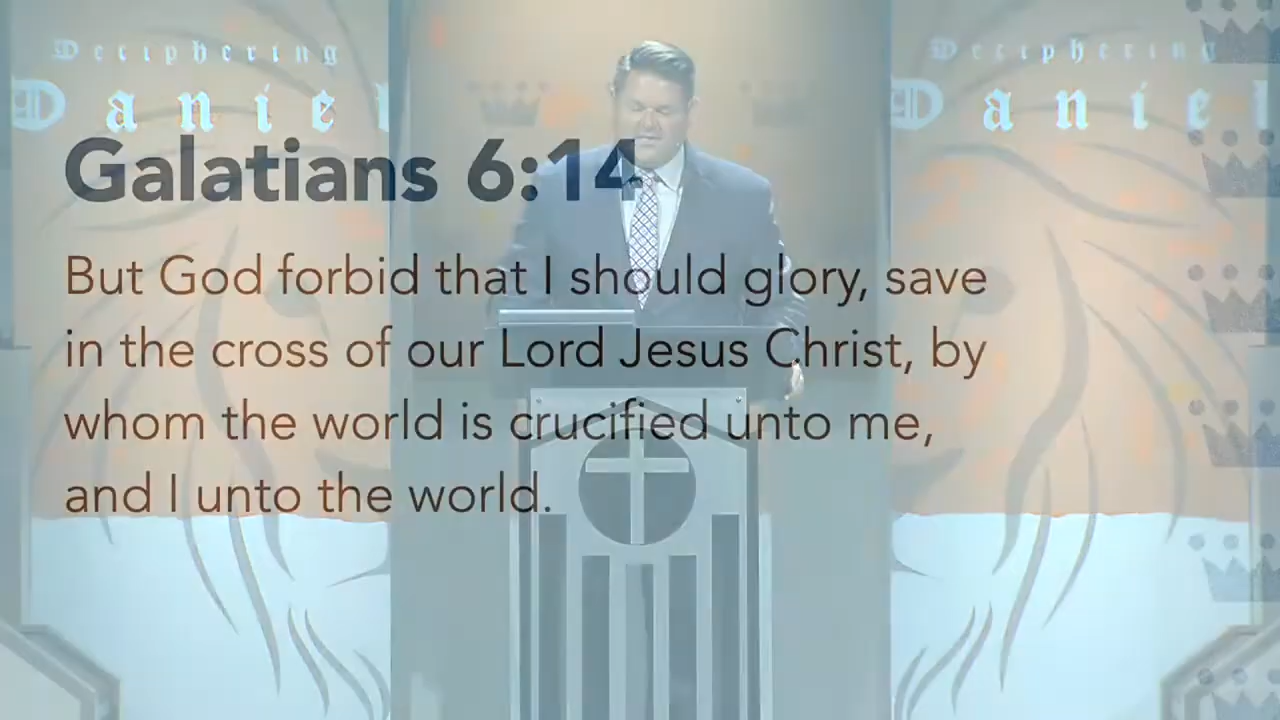 Deciphering
Daniel
Deciphering
Daniel
Galatians 6:14
But God forbid that I should glory, save
in the cross of our Lord Jesus Christ, by
whom the world is crucified unto me,
and I unto the world.